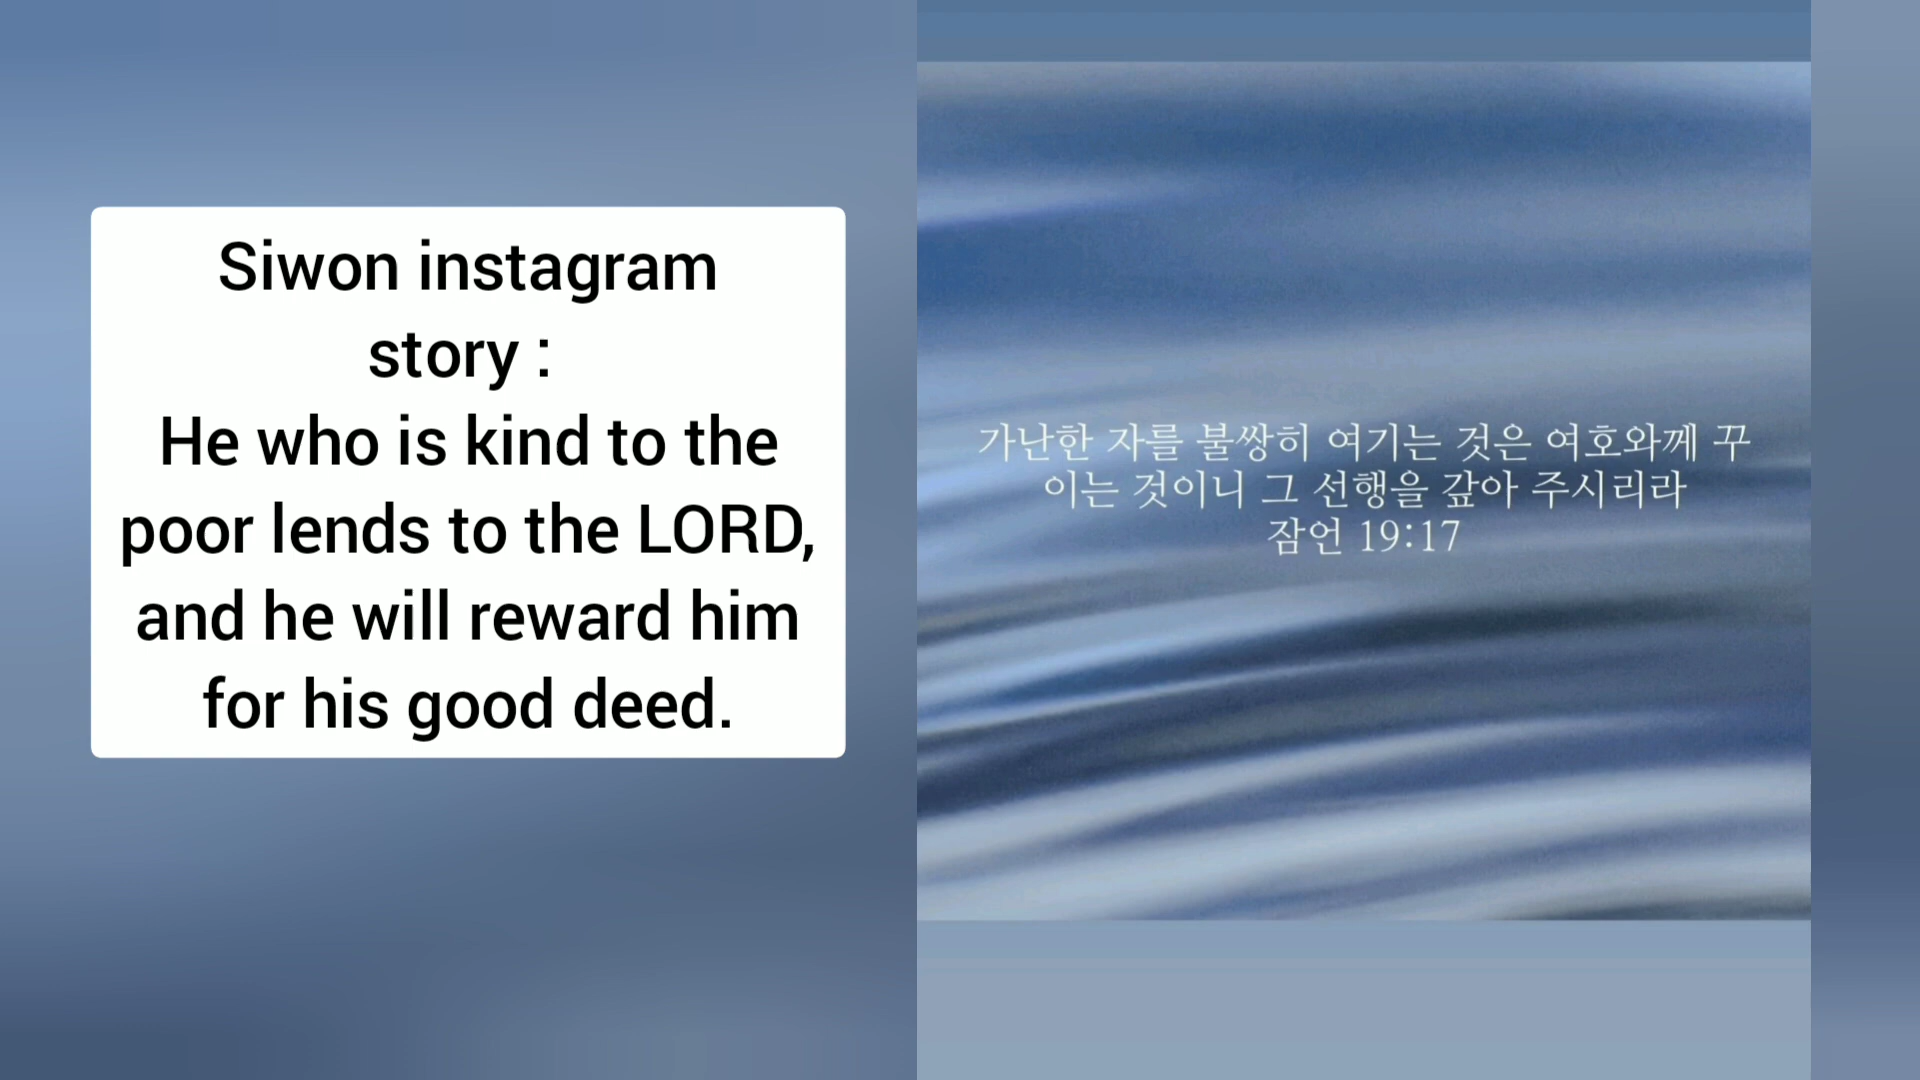 Siwon instagram
story :
He who is kind to the
poor lends to the LORD,
and he will reward him
for his good deed.
가난한 자를 불쌍히 여기는 것은 여호와께 꾸
이는 것이니 그 선행을 갚아 주시리라
잠언 19:17